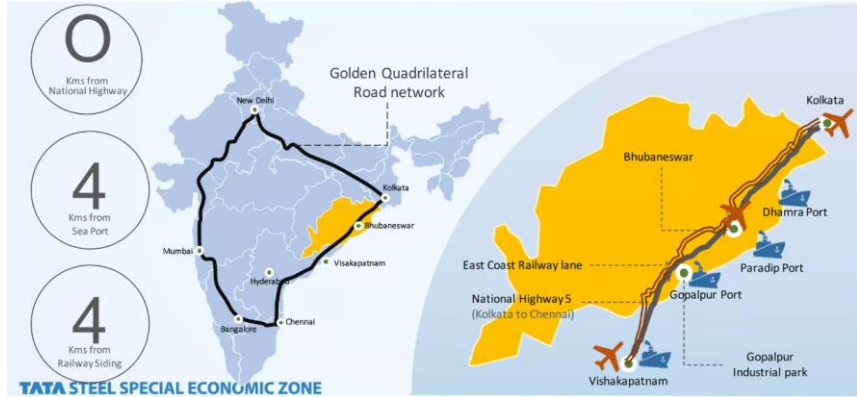 0
Kms from
National Highway
4
Kms from
Sea Port
4
Kms from
Railway Siding
Golden Quadrilateral
Road network
New Delhi
Kolkata
Bhubaneswar
Visakapatnam
Mumbai
Hyderabad
Bangalore
Chennai
TATA STEEL SPECIAL ECONOMIC ZONE
Kolkata
Bhubaneswar
Dhamra Port
East Coast Railway lane
Paradip Port
National Highway 5
(Kolkata to Chennai)
Gopalpur Port
Gopalpur
Industrial park
Vishakapatnam